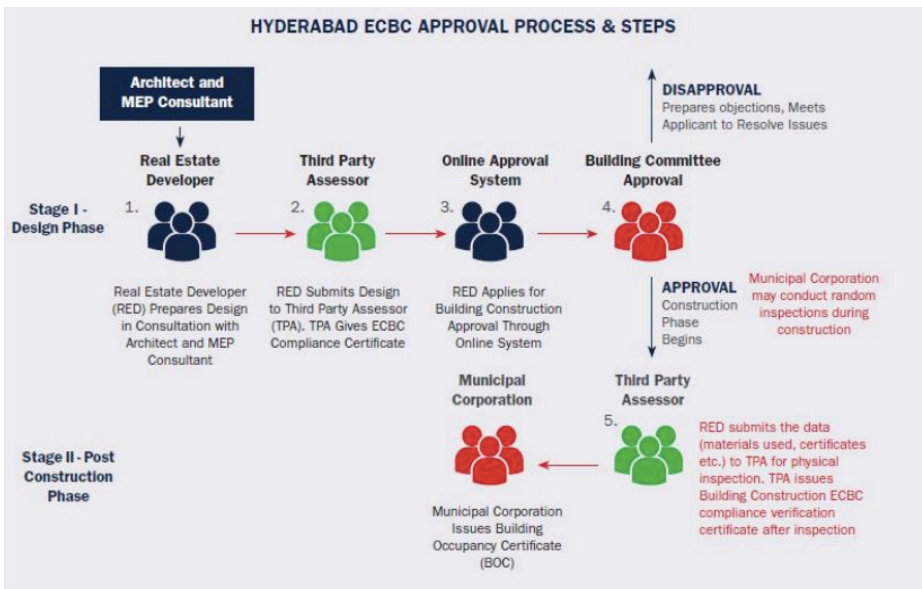 HYDERABAD ECBC APPROVAL PROCESS & STEPS
Architect and
MEP Consultant
DISAPPROVAL
Prepares objections, Meets
Applicant to Resolve Issues
Real Estate
Developer
Third Party
Assessor
Online Approval
System
Building Committee
Approval
Stage I -
Design Phase
1.
2.
3.
4.
Real Estate Developer
(RED) Prepares Design
in Consultation with
Architect and MEP
Consultant
RED Submits Design
to Third Party Assessor
(TPA). TPA Gives ECBC
Compliance Certificate
RED Applies for
Building Construction
Approval Through
Online System
APPROVAL
Construction
Phase
Begins
Municipal Corporation
may conduct random
inspections during
construction
Municipal
Corporation
Third Party
Assessor
Stage II - Post
Construction
Phase
5.
RED submits the data
(materials used, certificates
etc.) to TPA for physical
inspection. TPA issues
Building Construction ECBC
compliance verification
certificate after inspection
Municipal Corporation
Issues Building
Occupancy Certificate
(BOC)